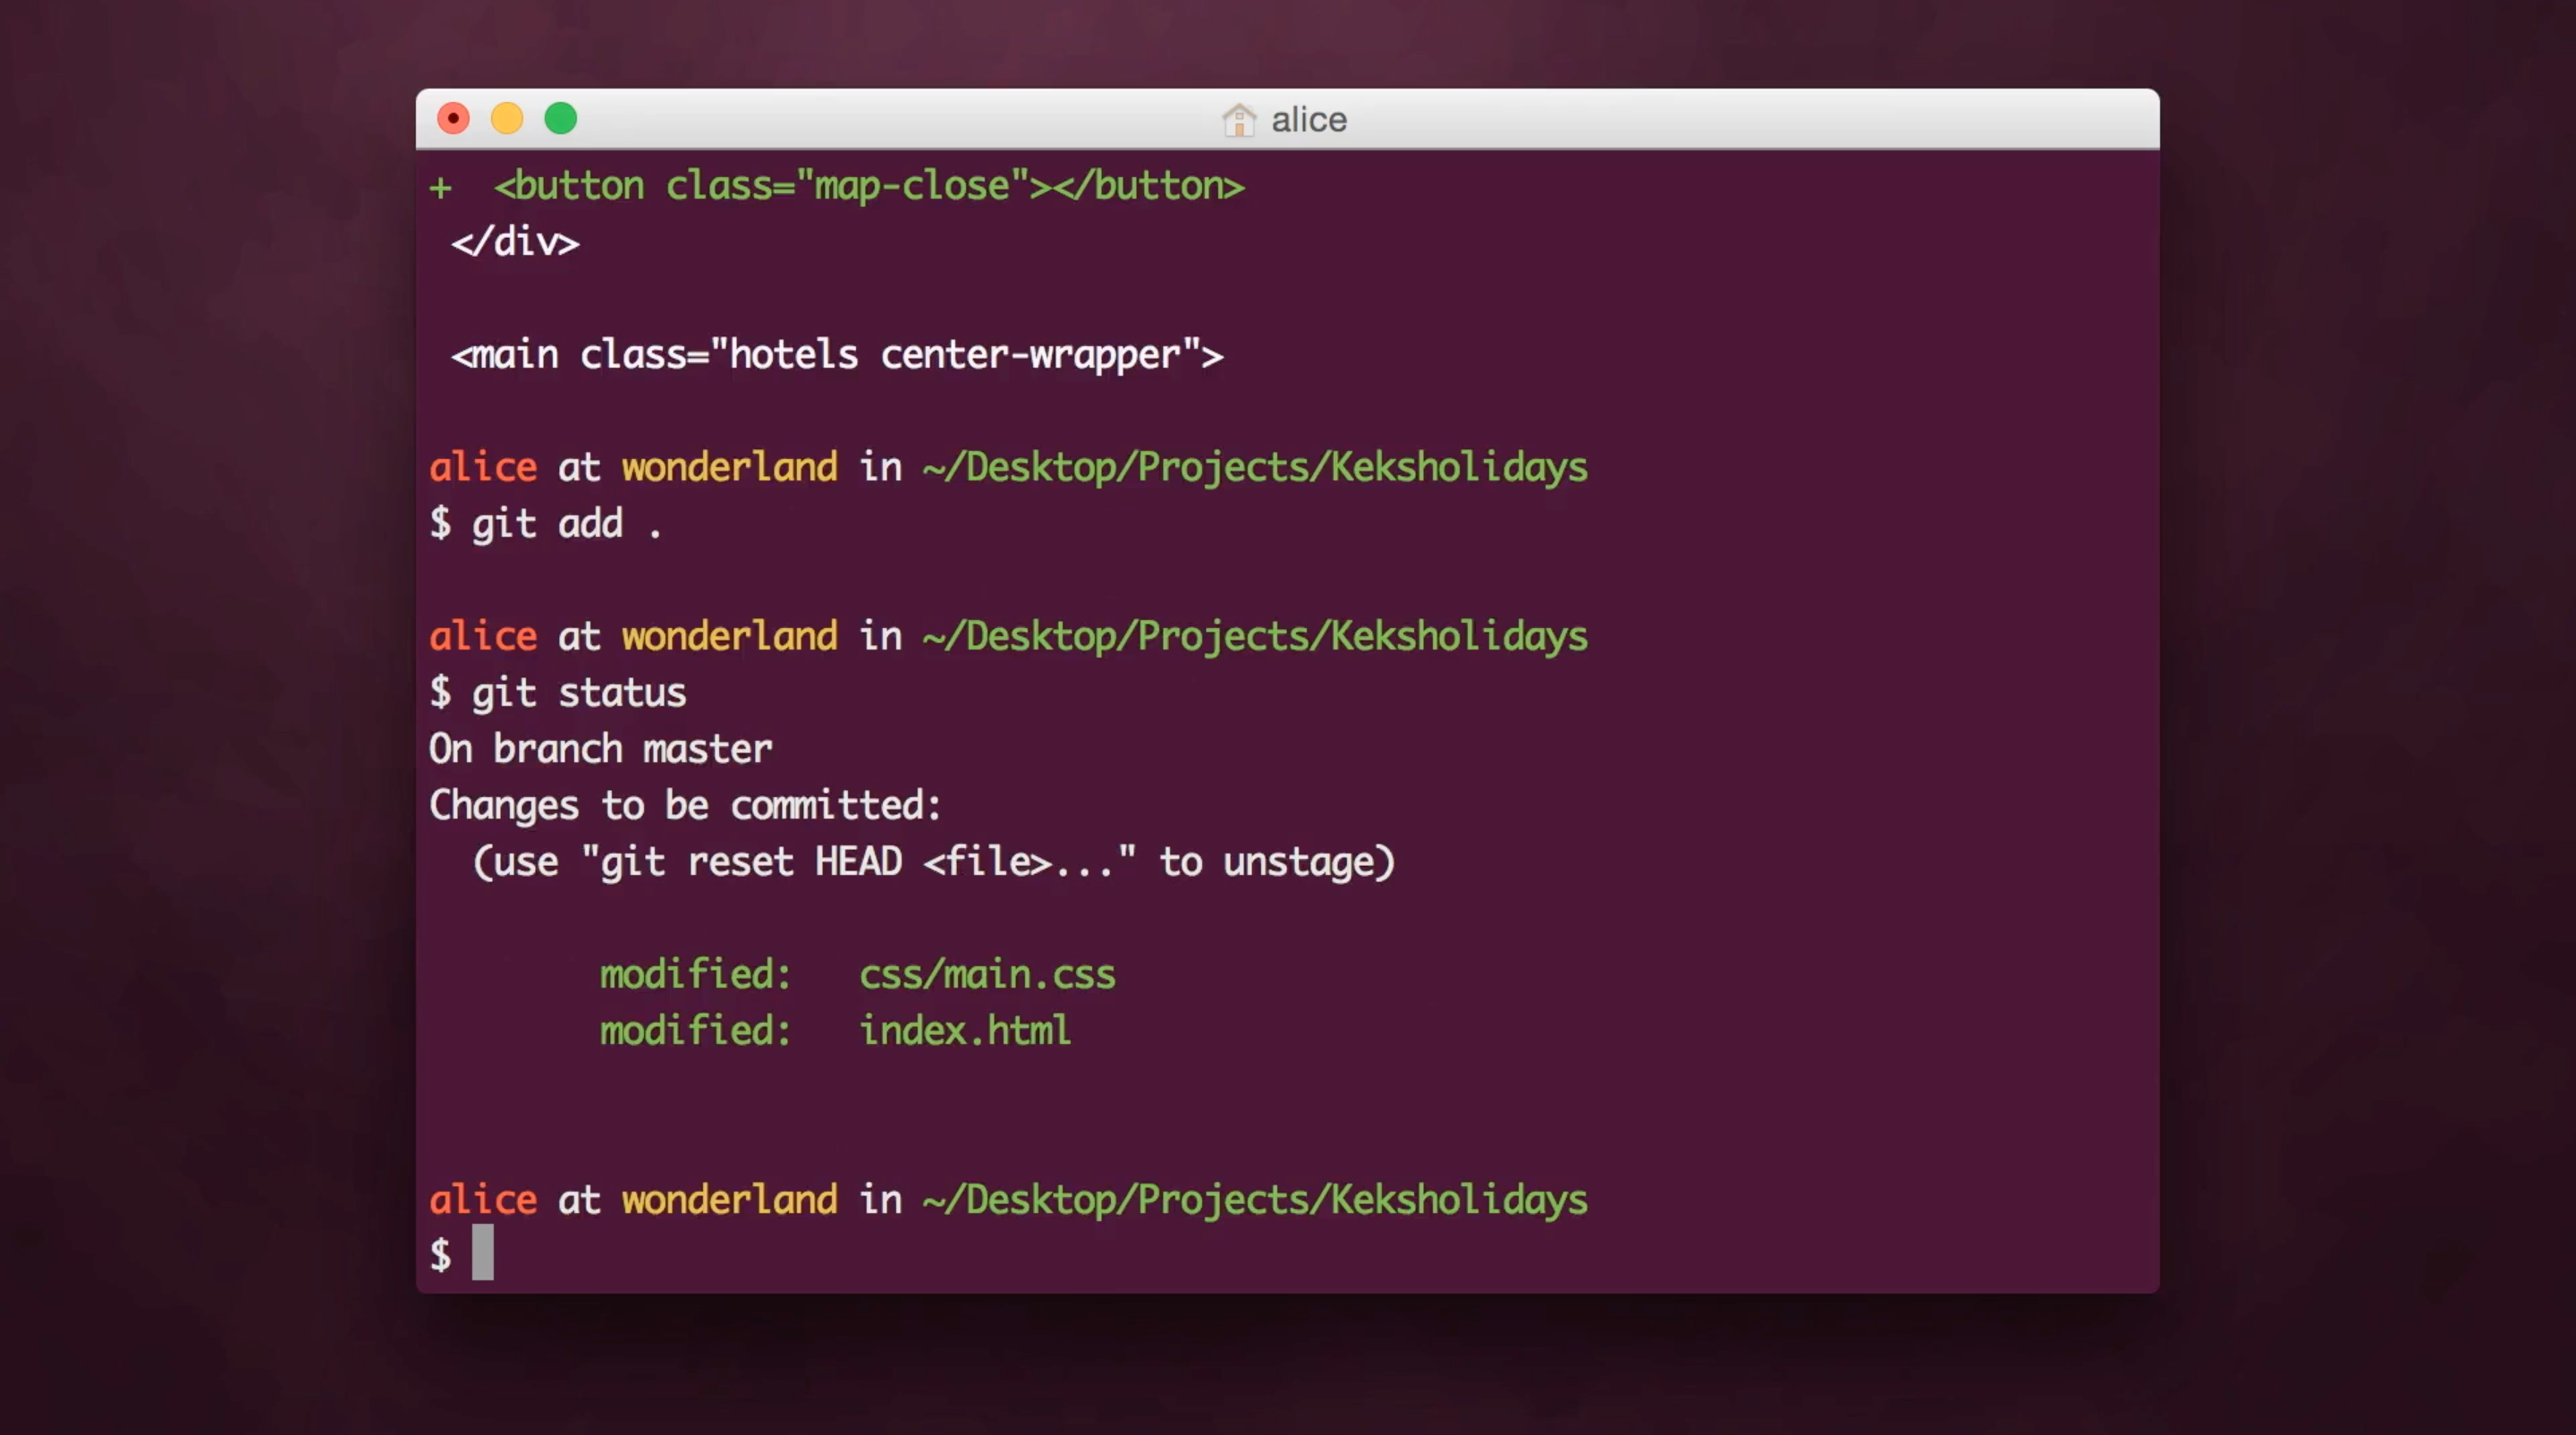 alice
+  <button class="map-close"></button>
 </div>
 <main class="hotels center-wrapper">
alice at wonderland in ~/Desktop/Projects/Keksholidays
$ git add .
alice at wonderland in ~/Desktop/Projects/Keksholidays
$ git status
On branch master
Changes to be committed:
  (use "git reset HEAD <file>..." to unstage)
        modified:   css/main.css
        modified:   index.html
alice at wonderland in ~/Desktop/Projects/Keksholidays
$